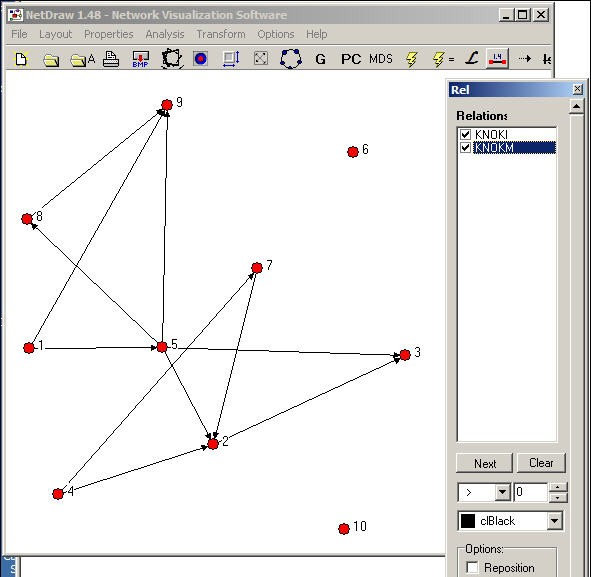 NetDraw 1.48 - Network Visualization Software
File Layout Properties Analysis Transform Options Help
A BMP G PC MDS = L 1.4
Rel
Relations
KNOKI
KNOKM
9
6
8
7
1
5
3
2
4
10
Next Clear
> 0
clBlack
Options:
Reposition